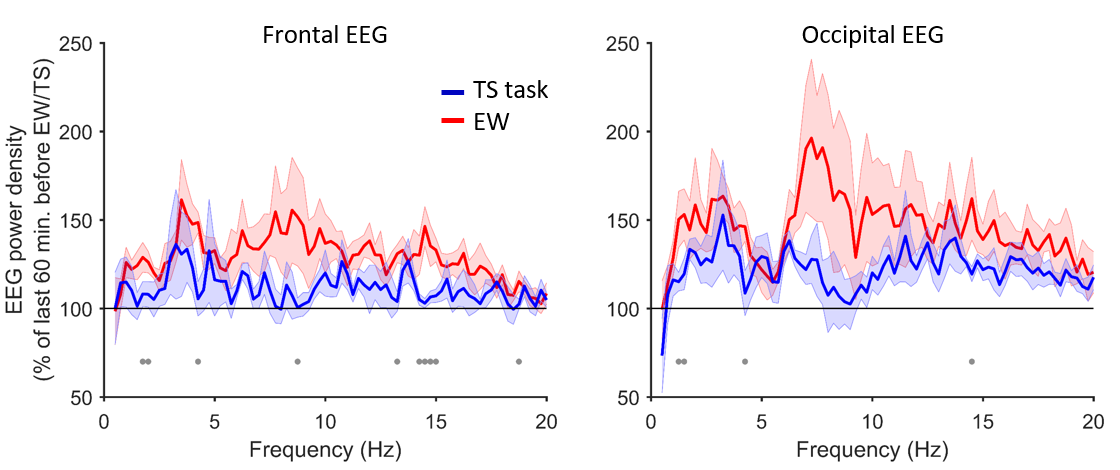 Frontal EEG
EEG power density
(% of last 60 min. before EW/TS)
250
200
150
100
50
TS task
EW
0
5
10
15
20
Frequency (Hz)
Occipital EEG
250
200
150
100
50
0
5
10
15
20
Frequency (Hz)